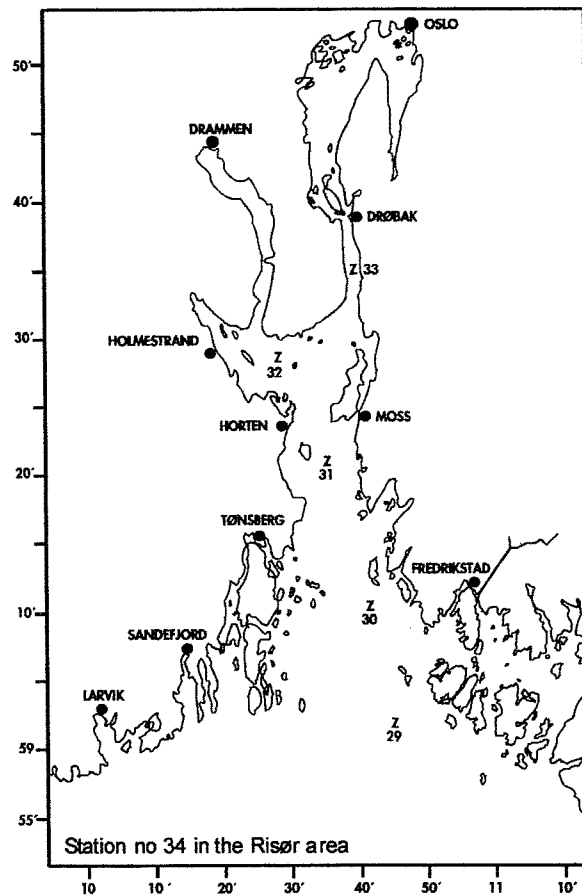 OSLO
50′
DRAMMEN
40′
DRØBAK
Z 33
30′
HOLMESTRAND
Z
32
MOSS
HORTEN
Z
31
20′
TØNSBERG
FREDRIKSTAD
10′
Z
30
SANDEFJORD
LARVIK
Z
29
59
55′
Station no 34 in the Risør area
10 10′ 20′ 30′ 40′ 50′ 11 10′